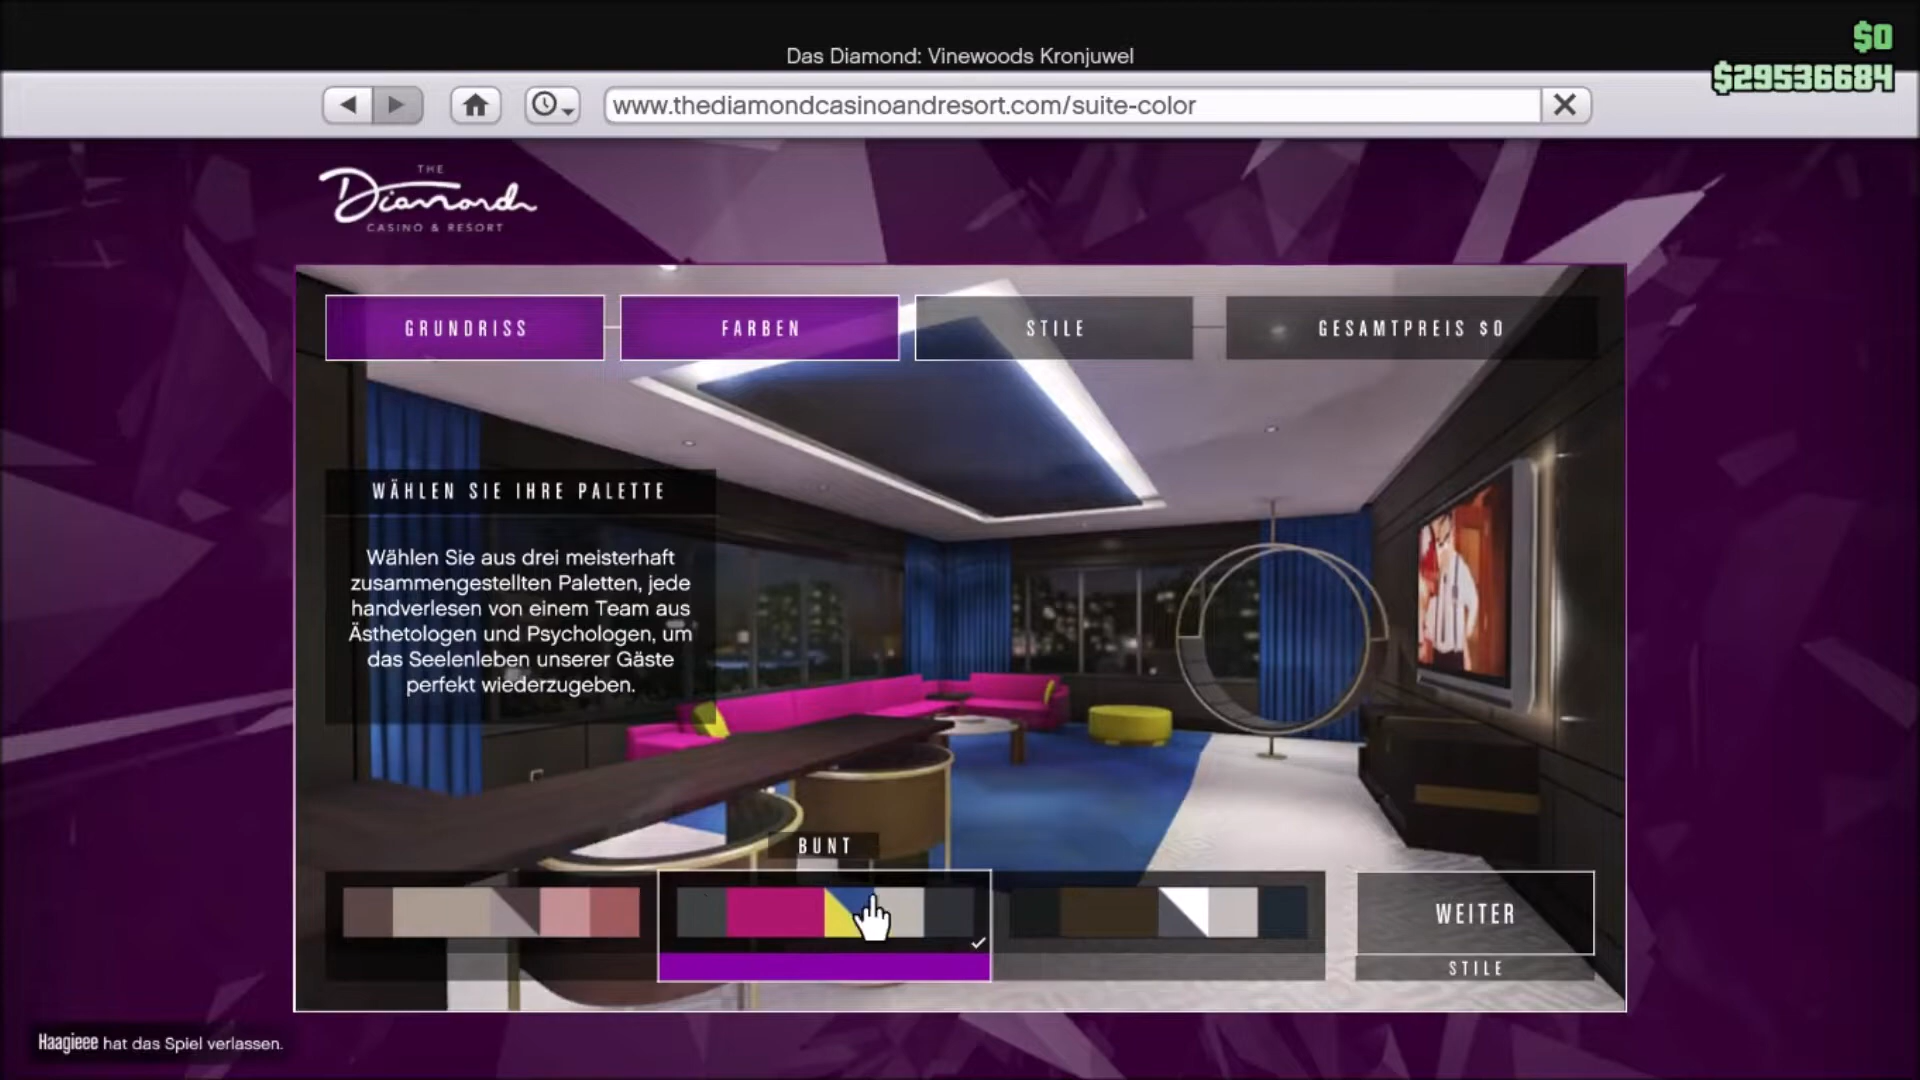 $0
Das Diamond: Vinewoods Kronjuwel
$29536684
www.thediamondcasinoandresort.com/suite-color
THE
Diamond
CASINO & RESORT
GRUNDRISS
FARBEN
STILE
GESAMTPREIS $0
WÄHLEN SIE IHRE PALETTE
Wählen Sie aus drei meisterhaft
zusammengestellten Paletten, jede
handverlesen von einem Team aus
Ästhetologen und Psychologen, um
das Seelenleben unserer Gäste
perfekt wiederzugeben.
BUNT
WEITER
STILE
Haagieee hat das Spiel verlassen.